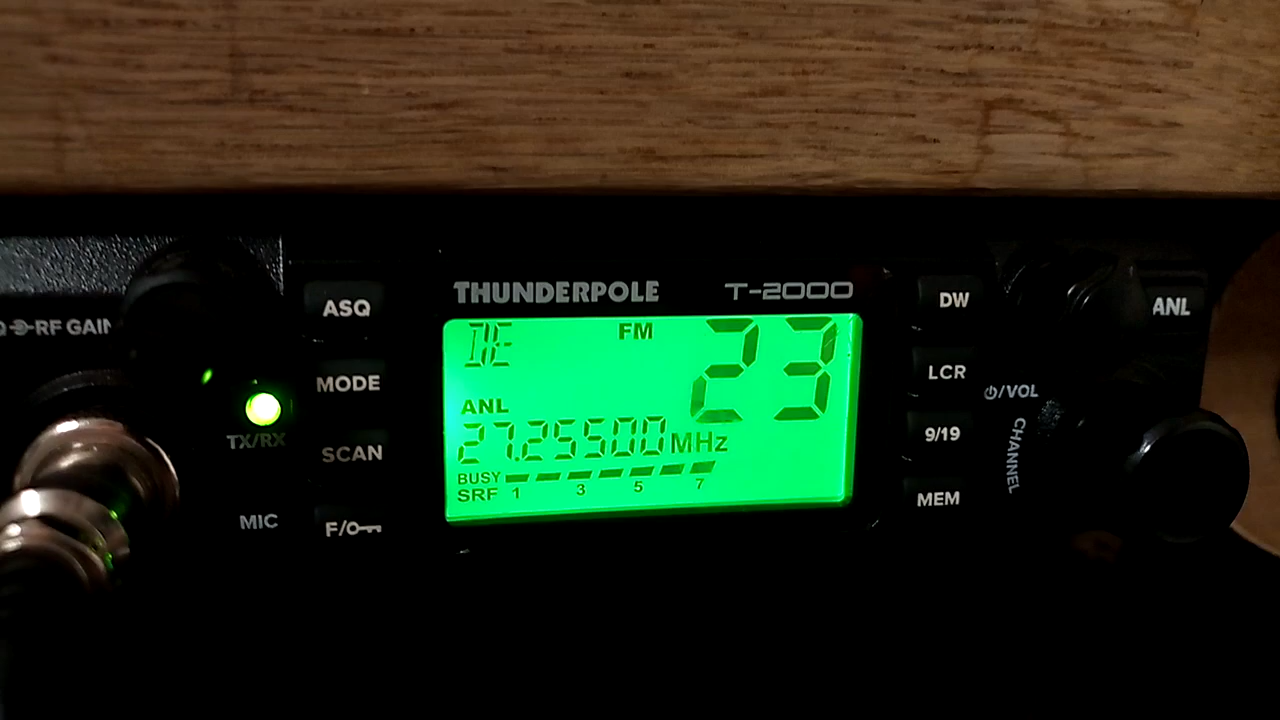 THUNDERPOLE T-2000
RF GAIN
TX/RX
MIC
ASQ
MODE
SCAN
F/
DE FM 23
ANL
27.25500 MHz
BUSY
SRF 1 3 5 7
DW
LCR
9/19
MEM
/VOL
CHANNEL
ANL